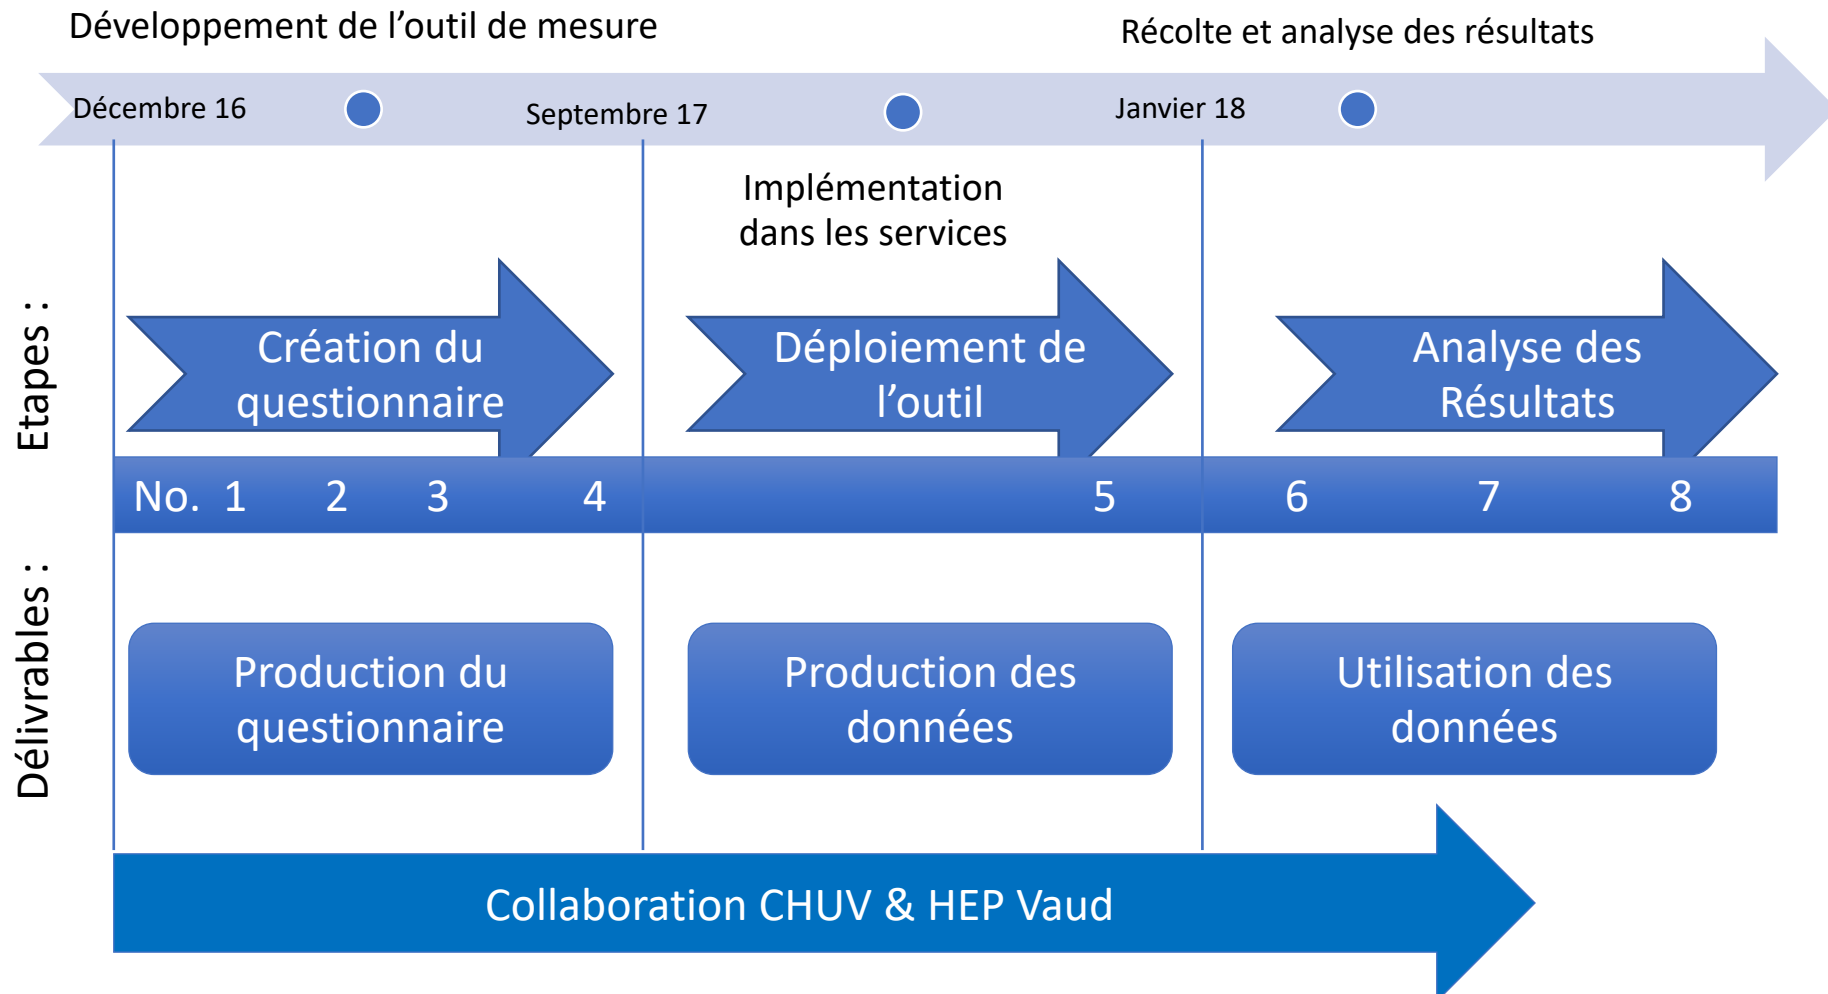 Développement de l’outil de mesure
Récolte et analyse des résultats
Décembre 16
Septembre 17
Janvier 18
Implémentation
dans les services
Etapes :
Création du
questionnaire
Déploiement de
l’outil
Analyse des
Résultats
No. 1 2 3 4 5 6 7 8
Délivrables :
Production du
questionnaire
Production des
données
Utilisation des
données
Collaboration CHUV & HEP Vaud